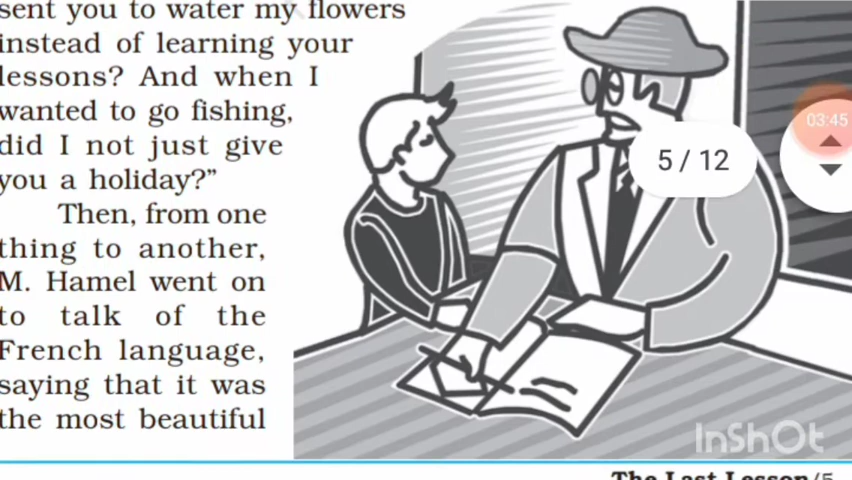 sent you to water my flowers
instead of learning your
lessons? And when I
wanted to go fishing,
did I not just give
you a holiday?”
Then, from one
thing to another,
M. Hamel went on
to talk of the
French language,
saying that it was
the most beautiful
5 / 12
03:45
InShOt
The Last Lesson/5